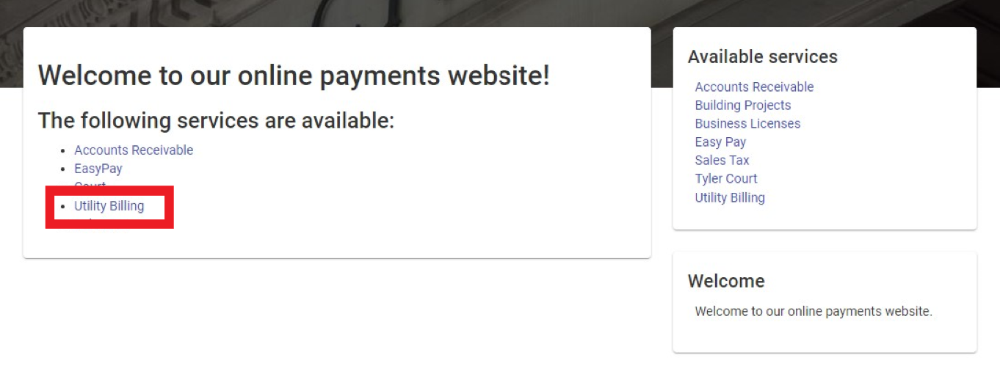 Welcome to our online payments website!
The following services are available:
Accounts Receivable
EasyPay
Court
Utility Billing
Available services
Accounts Receivable
Building Projects
Business Licenses
Easy Pay
Sales Tax
Tyler Court
Utility Billing
Welcome
Welcome to our online payments website.